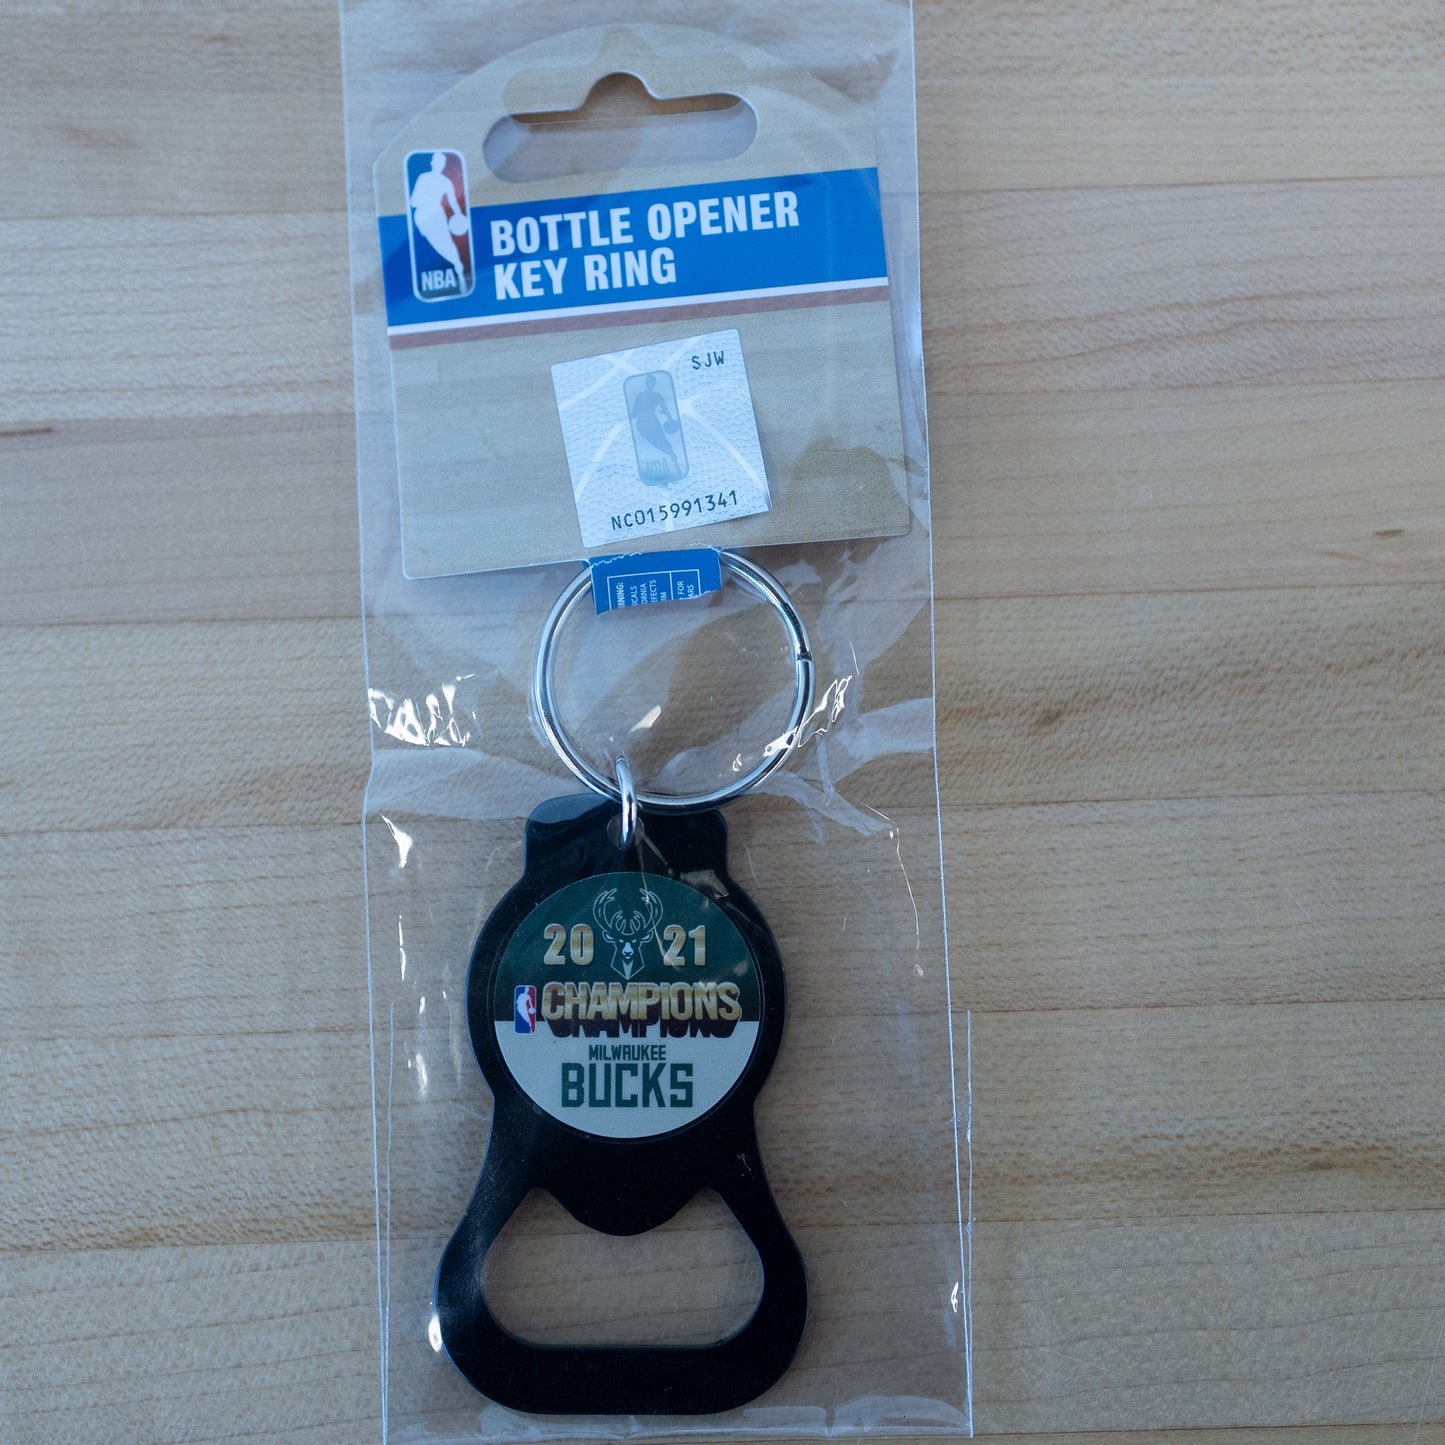 BOTTLE OPENER
KEY RING
NBA
SJW
NBA
NC015991341
20 21
CHAMPIONS
MILWAUKEE
BUCKS